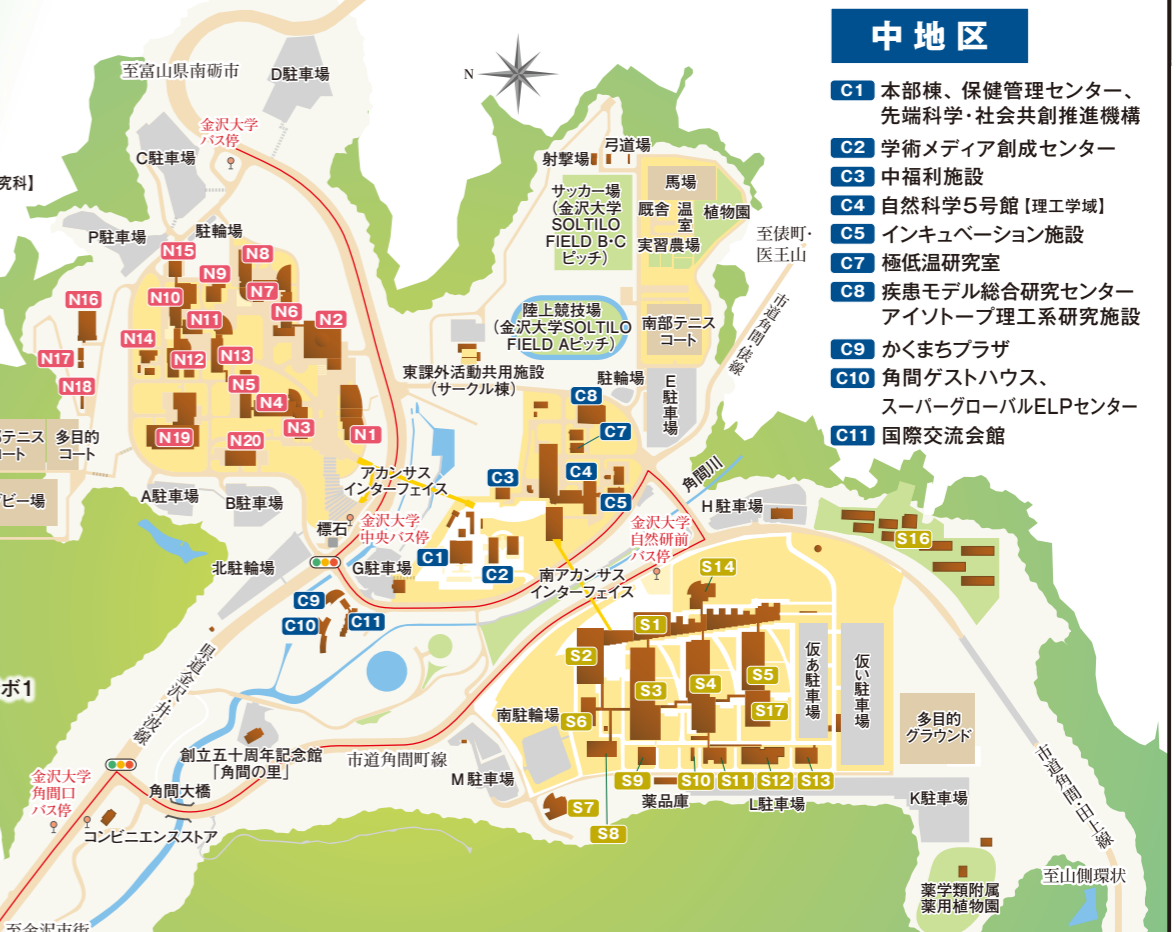 中地区
C1 本部棟、保健管理センター、
先端科学・社会共創推進機構
C2 学術メディア創成センター
C3 中福利施設
C4 自然科学5号館【理工学域】
C5 インキュベーション施設
C7 極低温研究室
C8 疾患モデル総合研究センター
アイソトープ理工系研究施設
C9 かくまちプラザ
C10 角間ゲストハウス、
スーパーグローバルELPセンター
C11 国際交流会館
至富山県南砺市
D駐車場
N
金沢大学
バス停
C駐車場
究科】
P駐車場
駐輪場
N15
N8
N9
N7
N10
N16
N6
N2
N11
N14
N13
N17
N12
N5
N18
N4
N3
N1
N19
N20
部テニス
コート
多目的
コート
ビー場
A駐車場
B駐車場
射撃場
弓道場
サッカー場
(金沢大学
SOLTILO
FIELD B・C
ピッチ)
馬場
厩舎
温室
植物園
実習農場
至俵町・
医王山
市道角間・俵線
陸上競技場
(金沢大学SOLTILO
FIELD Aピッチ)
南部テニス
コート
東課外活動共用施設
(サークル棟)
駐輪場
E駐車場
C8
C7
C3
C4
C5
アカンサス
インターフェイス
標石
金沢大学
中央バス停
C1
C2
G駐車場
北駐輪場
C9
C10
C11
南アカンサス
インターフェイス
金沢大学
自然研前
バス停
角間川
H駐車場
S16
S14
S1
S2
S3
S4
S5
S17
S6
仮あ駐車場
仮い駐車場
多目的
グラウンド
南駐輪場
S9
S10
S11
S12
S13
薬品庫
L駐車場
K駐車場
S7
S8
M駐車場
県道金沢・井波線
ボ1
創立五十周年記念館
「角間の里」
市道角間町線
金沢大学
角間口
バス停
角間大橋
コンビニエンスストア
至金沢市街
市道角間・田上線
至山側環状
薬学類附属
薬用植物園